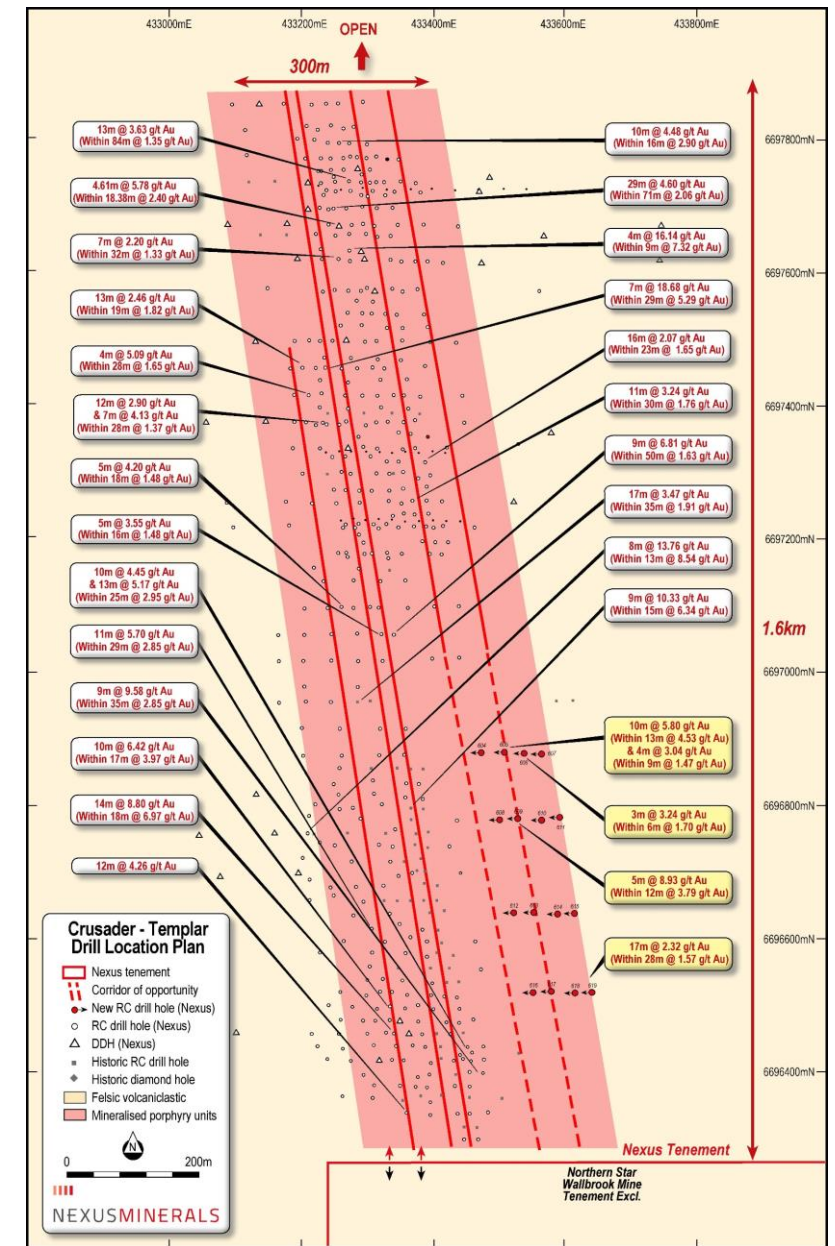 433000mE
433200mE
433400mE
433600mE
433800mE
OPEN
300m
13m @ 3.63 g/t Au
(Within 84m @ 1.35 g/t Au)
4.61m @ 5.78 g/t Au
(Within 18.38m @ 2.40 g/t Au)
7m @ 2.20 g/t Au
(Within 32m @ 1.33 g/t Au)
13m @ 2.46 g/t Au
(Within 19m @ 1.82 g/t Au)
4m @ 5.09 g/t Au
(Within 28m @ 1.65 g/t Au)
12m @ 2.90 g/t Au
& 7m @ 4.13 g/t Au
(Within 28m @ 1.37 g/t Au)
5m @ 4.20 g/t Au
(Within 18m @ 1.48 g/t Au)
5m @ 3.55 g/t Au
(Within 16m @ 1.48 g/t Au)
10m @ 4.45 g/t Au
& 13m @ 5.17 g/t Au
(Within 25m @ 2.95 g/t Au)
11m @ 5.70 g/t Au
(Within 29m @ 2.85 g/t Au)
9m @ 9.58 g/t Au
(Within 35m @ 2.85 g/t Au)
10m @ 6.42 g/t Au
(Within 17m @ 3.97 g/t Au)
14m @ 8.80 g/t Au
(Within 18m @ 6.97 g/t Au)
12m @ 4.26 g/t Au
10m @ 4.48 g/t Au
(Within 16m @ 2.90 g/t Au)
29m @ 4.60 g/t Au
(Within 71m @ 2.06 g/t Au)
4m @ 16.14 g/t Au
(Within 9m @ 7.32 g/t Au)
7m @ 18.68 g/t Au
(Within 29m @ 5.29 g/t Au)
16m @ 2.07 g/t Au
(Within 23m @ 1.65 g/t Au)
11m @ 3.24 g/t Au
(Within 30m @ 1.76 g/t Au)
9m @ 6.81 g/t Au
(Within 50m @ 1.63 g/t Au)
17m @ 3.47 g/t Au
(Within 35m @ 1.91 g/t Au)
8m @ 13.76 g/t Au
(Within 13m @ 8.54 g/t Au)
9m @ 10.33 g/t Au
(Within 15m @ 6.34 g/t Au)
10m @ 5.80 g/t Au
(Within 13m @ 4.53 g/t Au)
& 4m @ 3.04 g/t Au
(Within 9m @ 1.47 g/t Au)
3m @ 3.24 g/t Au
(Within 6m @ 1.70 g/t Au)
5m @ 8.93 g/t Au
(Within 12m @ 3.79 g/t Au)
17m @ 2.32 g/t Au
(Within 28m @ 1.57 g/t Au)
6697800mN
6697600mN
6697400mN
6697200mN
6697000mN
6696800mN
6696600mN
6696400mN
1.6km
604
607
610
612
614
615
618
619
Crusader - Templar
Drill Location Plan
Nexus tenement
Corridor of opportunity
New RC drill hole (Nexus)
RC drill hole (Nexus)
DDH (Nexus)
Historic RC drill hole
Historic diamond hole
Felsic volcaniclastic
Mineralised porphyry units
N
0
200m
NEXUSMINERALS
Nexus Tenement
Northern Star
Wallbrook Mine
Tenement Excl.